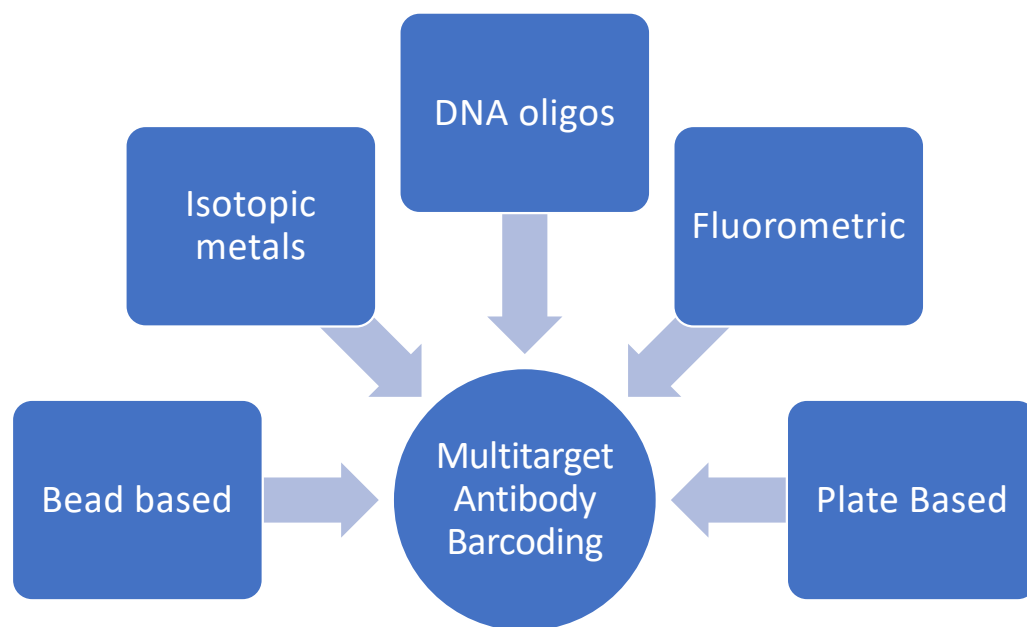 DNA oligos
Isotopic
metals
Fluorometric
Bead based
Multitarget
Antibody
Barcoding
Plate Based